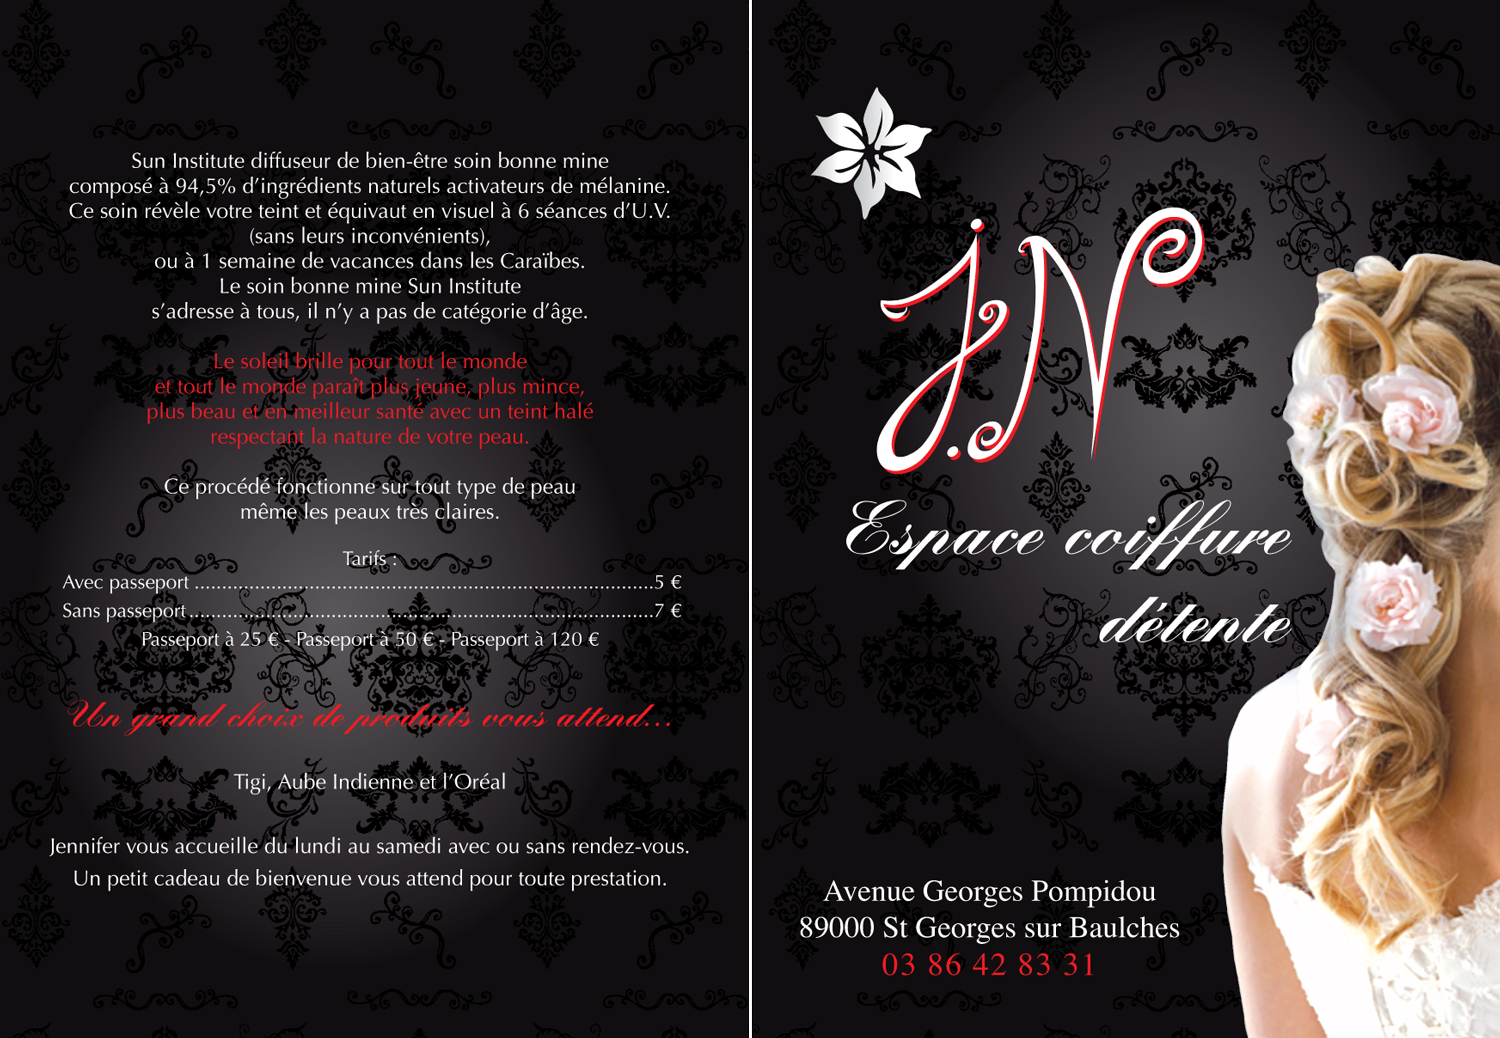 Sun Institute diffuseur de bien-être soin bonne mine
composé à 94,5% d’ingrédients naturels activateurs de mélanine.
Ce soin révèle votre teint et équivaut en visuel à 6 séances d’U.V.
(sans leurs inconvénients),
ou à 1 semaine de vacances dans les Caraïbes.
Le soin bonne mine Sun Institute
s’adresse à tous, il n’y a pas de catégorie d’âge.
Le soleil brille pour tout le monde
et tout le monde paraît plus jeune, plus mince,
plus beau et en meilleur santé avec un teint halé
respectant la nature de votre peau.
Ce procédé fonctionne sur tout type de peau
même les peaux très claires.
Tarifs :
Avec passeport ....................................................................................5 €
Sans passeport.....................................................................................7 €
Passeport à 25 € - Passeport à 50 € - Passeport à 120 €
Un grand choix de produits vous attend...
Tigi, Aube Indienne et l’Oréal
Jennifer vous accueille du lundi au samedi avec ou sans rendez-vous.
Un petit cadeau de bienvenue vous attend pour toute prestation.
J.N
Espace coiffure
détente
Avenue Georges Pompidou
89000 St Georges sur Baulches
03 86 42 83 31